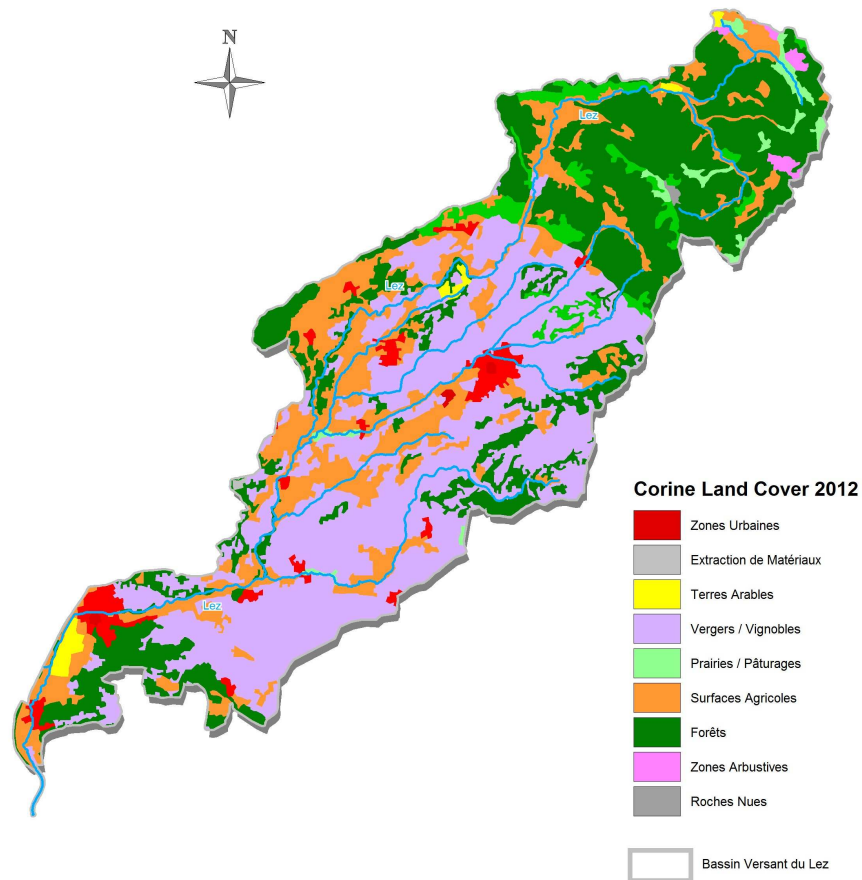 N
Lez
Lez
Lez
Corine Land Cover 2012
Zones Urbaines
Extraction de Matériaux
Terres Arables
Vergers / Vignobles
Prairies / Pâturages
Surfaces Agricoles
Forêts
Zones Arbustives
Roches Nues
Bassin Versant du Lez